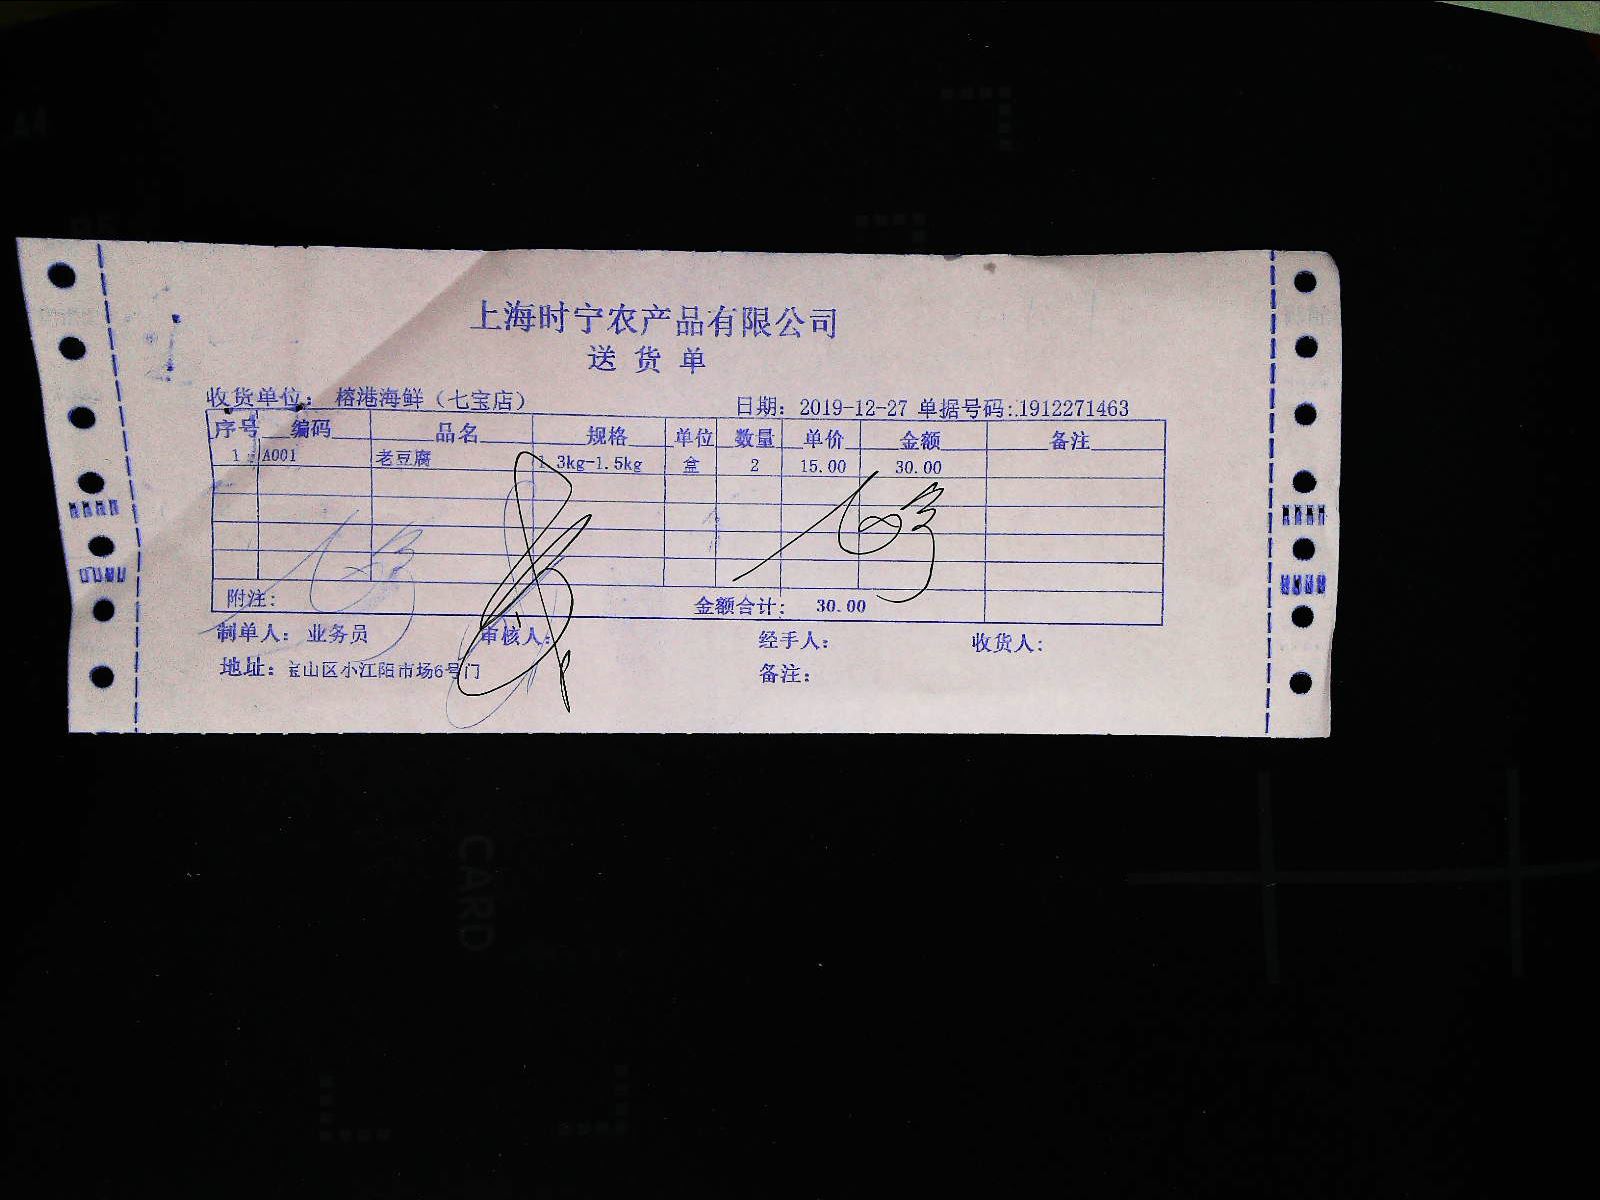 上海时宁农产品有限公司
送货单
收货单位： 榕港海鲜（七宝店） 日期：2019-12-27 单据号码:1912271463
序号 编码 品名 规格 单位 数量 单价 金额 备注
1 A001 老豆腐 1.3kg-1.5kg 盒 2 15.00 30.00
附注： 金额合计： 30.00
制单人： 业务员 审核人： 经手人： 收货人：
地址：宝山区小江阳市场6号门 备注：
CARD